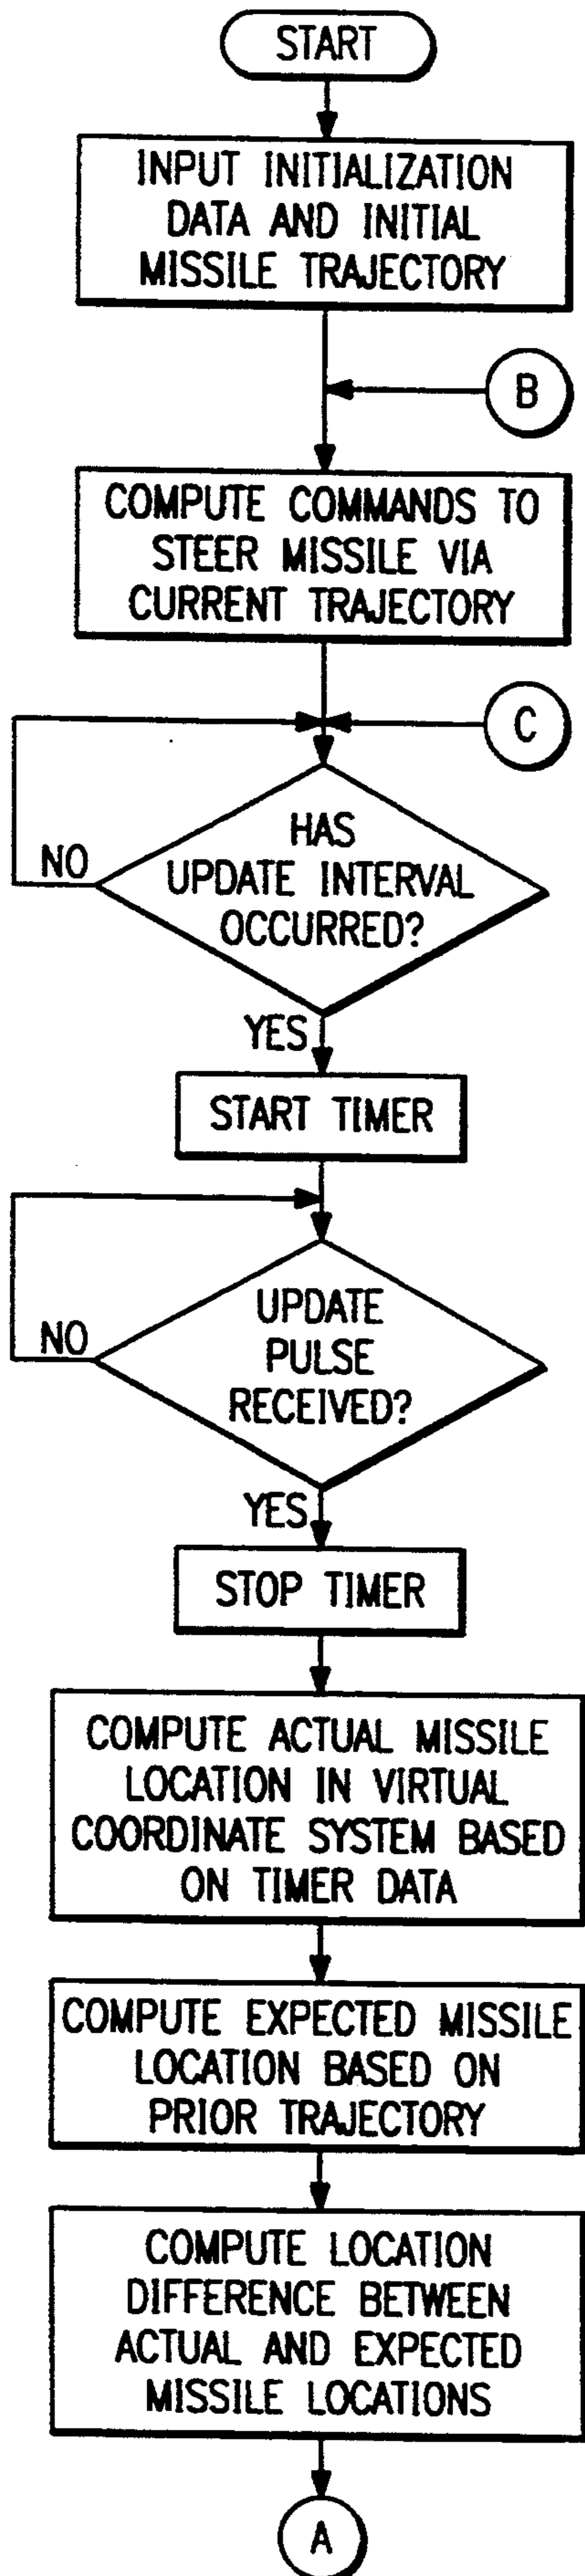 START
INPUT INITIALIZATION
DATA AND INITIAL
MISSILE TRAJECTORY
B
COMPUTE COMMANDS TO
STEER MISSILE VIA
CURRENT TRAJECTORY
C
HAS
UPDATE INTERVAL
OCCURRED?
NO
YES
START TIMER
UPDATE
PULSE
RECEIVED?
NO
YES
STOP TIMER
COMPUTE ACTUAL MISSILE
LOCATION IN VIRTUAL
COORDINATE SYSTEM BASED
ON TIMER DATA
COMPUTE EXPECTED MISSILE
LOCATION BASED ON
PRIOR TRAJECTORY
COMPUTE LOCATION
DIFFERENCE BETWEEN
ACTUAL AND EXPECTED
MISSILE LOCATIONS
A